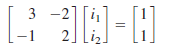 [ 3 -2] [i₁] = [1]
[-1 2] [i₂] [1]